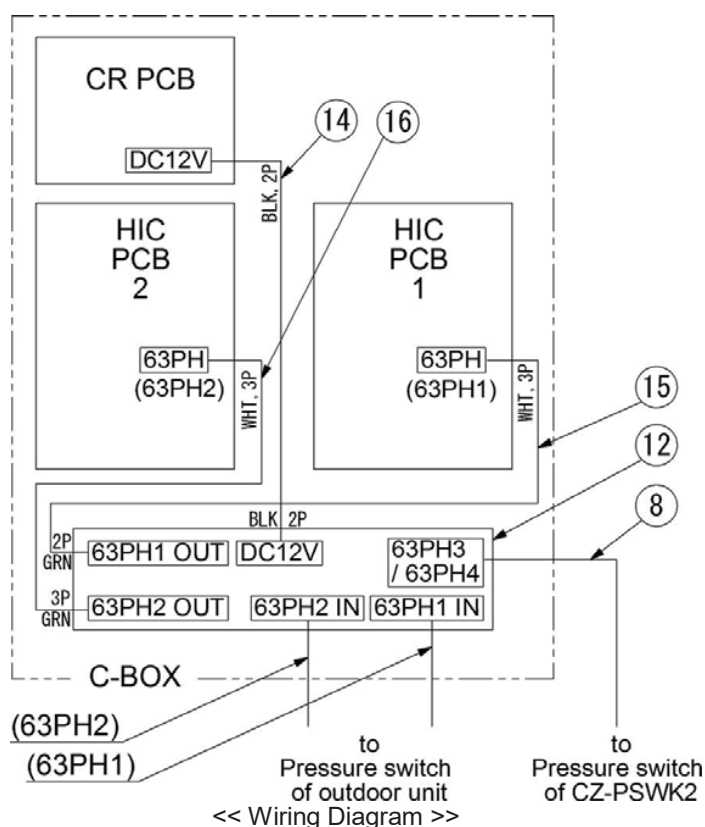 CR PCB
14
16
DC12V
BLK, 2P
HIC
PCB
2
HIC
PCB
1
63PH
(63PH2)
WHT, 3P
63PH
(63PH1)
WHT, 3P
15
12
8
BLK, 2P
2P
GRN
63PH1 OUT
DC12V
63PH3
/ 63PH4
3P
GRN
63PH2 OUT
63PH2 IN
63PH1 IN
C-BOX
(63PH2)
(63PH1)
to
Pressure switch
of outdoor unit
to
Pressure switch
of CZ-PSWK2
<< Wiring Diagram >>